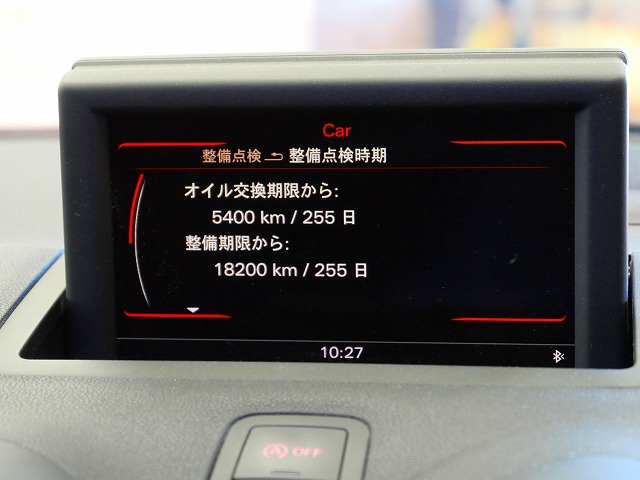 Car
整備点検 ⮌ 整備点検時期
オイル交換期限から:
5400 km / 255 日
整備期限から:
18200 km / 255 日
10:27
A OFF